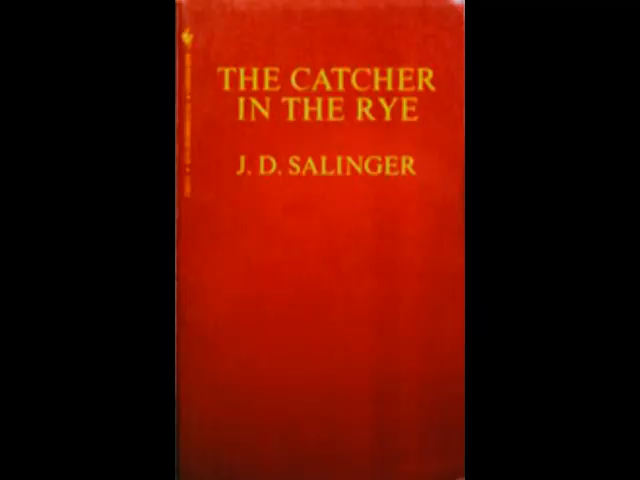 THE CATCHER
IN THE RYE
J. D. SALINGER